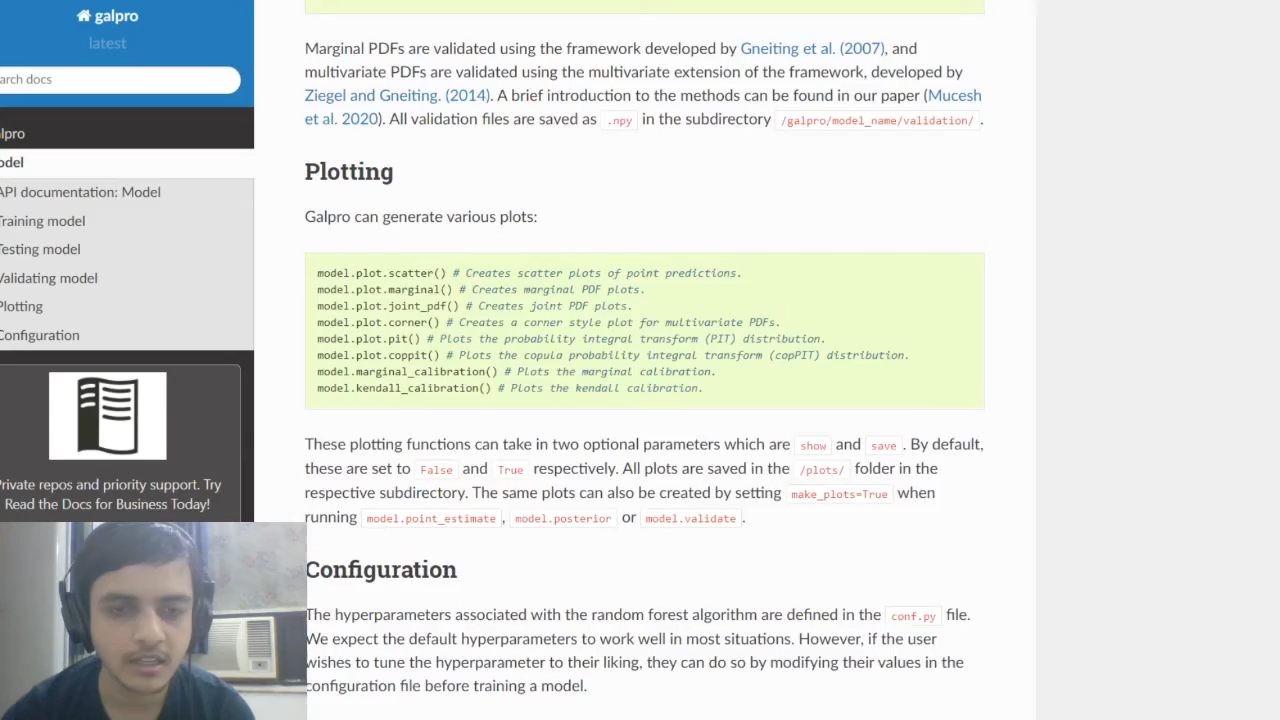 galpro
latest
arch docs
lpro
odel
API documentation: Model
Training model
Testing model
Validating model
Plotting
Configuration
Private repos and priority support. Try
Read the Docs for Business Today!
Marginal PDFs are validated using the framework developed by Gneiting et al. (2007), and
multivariate PDFs are validated using the multivariate extension of the framework, developed by
Ziegel and Gneiting. (2014). A brief introduction to the methods can be found in our paper (Mucesh
et al. 2020). All validation files are saved as .npy in the subdirectory /galpro/model_name/validation/ .
Plotting
Galpro can generate various plots:
model.plot.scatter() # Creates scatter plots of point predictions.
model.plot.marginal() # Creates marginal PDF plots.
model.plot.joint_pdf() # Creates joint PDF plots.
model.plot.corner() # Creates a corner style plot for multivariate PDFs.
model.plot.pit() # Plots the probability integral transform (PIT) distribution.
model.plot.coppit() # Plots the copula probability integral transform (copPIT) distribution.
model.marginal_calibration() # Plots the marginal calibration.
model.kendall_calibration() # Plots the kendall calibration.
These plotting functions can take in two optional parameters which are show and save . By default,
these are set to False and True respectively. All plots are saved in the /plots/ folder in the
respective subdirectory. The same plots can also be created by setting make_plots=True when
running model.point_estimate , model.posterior or model.validate .
Configuration
The hyperparameters associated with the random forest algorithm are defined in the conf.py file.
We expect the default hyperparameters to work well in most situations. However, if the user
wishes to tune the hyperparameter to their liking, they can do so by modifying their values in the
configuration file before training a model.